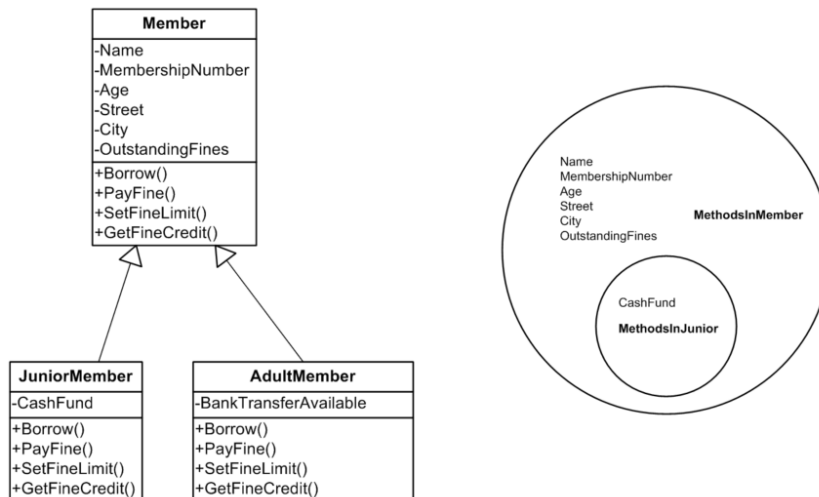 Member
-Name
-MembershipNumber
-Age
-Street
-City
-OutstandingFines
+Borrow()
+PayFine()
+SetFineLimit()
+GetFineCredit()
JuniorMember
-CashFund
+Borrow()
+PayFine()
+SetFineLimit()
+GetFineCredit()
AdultMember
-BankTransferAvailable
+Borrow()
+PayFine()
+SetFineLimit()
+GetFineCredit()
Name
MembershipNumber
Age
Street
City
OutstandingFines
MethodsInMember
CashFund
MethodsInJunior